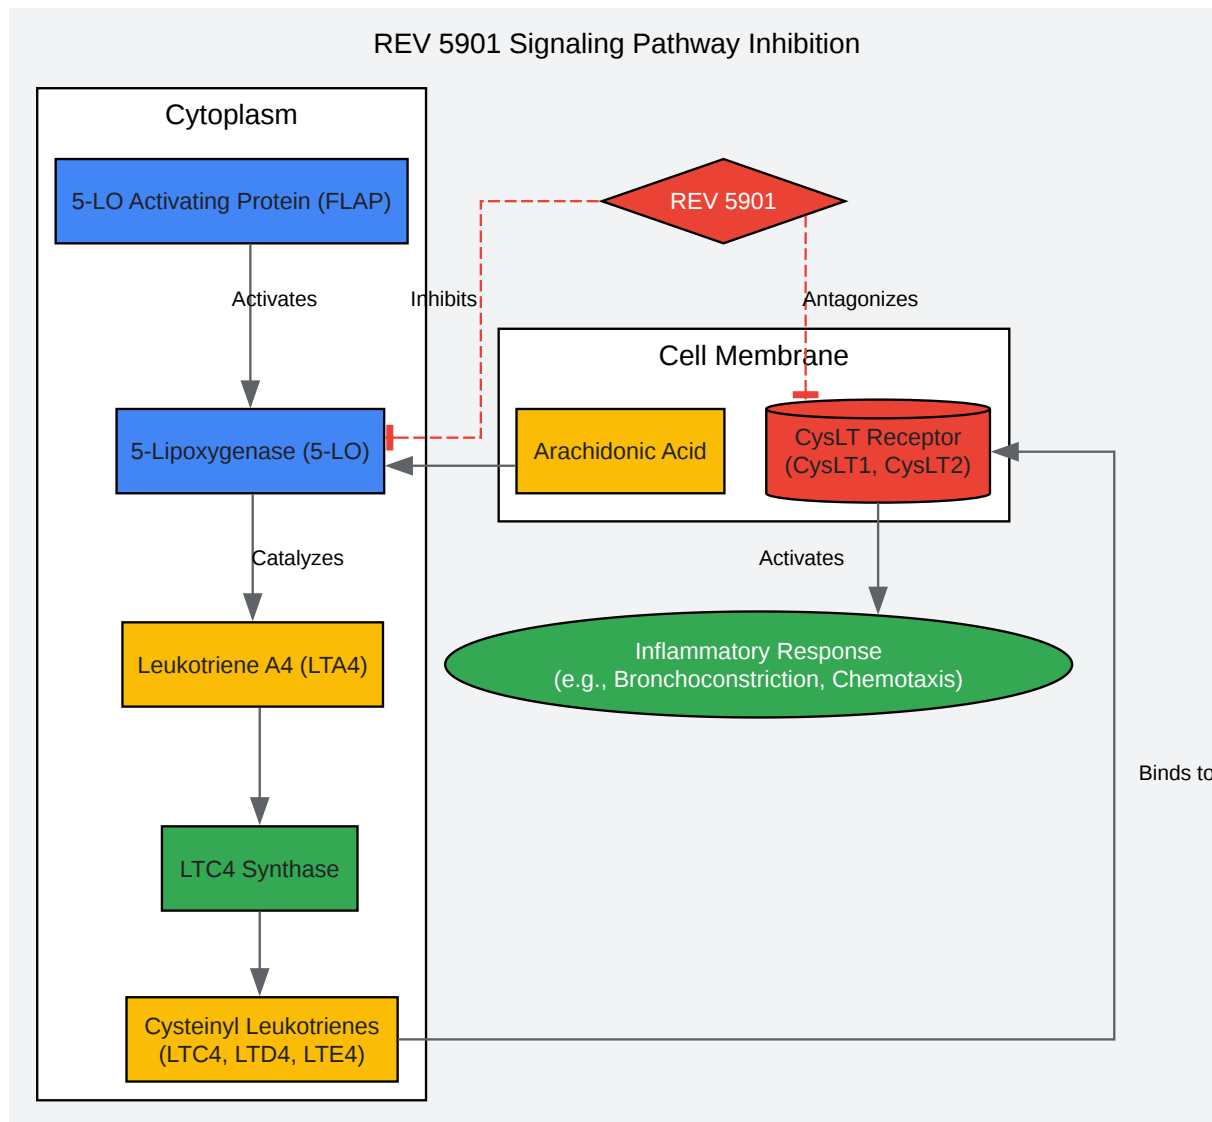 REV 5901 Signaling Pathway Inhibition
Cytoplasm
5-LO Activating Protein (FLAP)
REV 5901
Activates
Inhibits
Antagonizes
Cell Membrane
5-Lipoxygenase (5-LO)
Arachidonic Acid
CysLT Receptor
(CysLT1, CysLT2)
Catalyzes
Activates
Leukotriene A4 (LTA4)
Inflammatory Response
(e.g., Bronchoconstriction, Chemotaxis)
Binds to
LTC4 Synthase
Cysteinyl Leukotrienes
(LTC4, LTD4, LTE4)